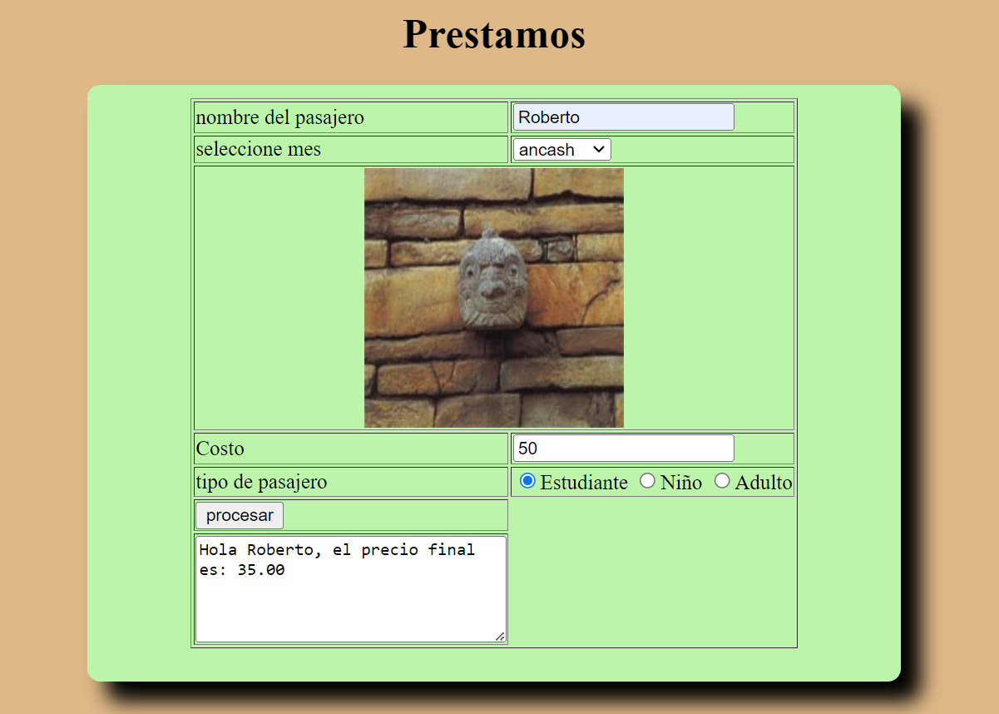 Prestamos
nombre del pasajero Roberto
seleccione mes ancash
Costo 50
tipo de pasajero Estudiante Niño Adulto
procesar
Hola Roberto, el precio final
es: 35.00